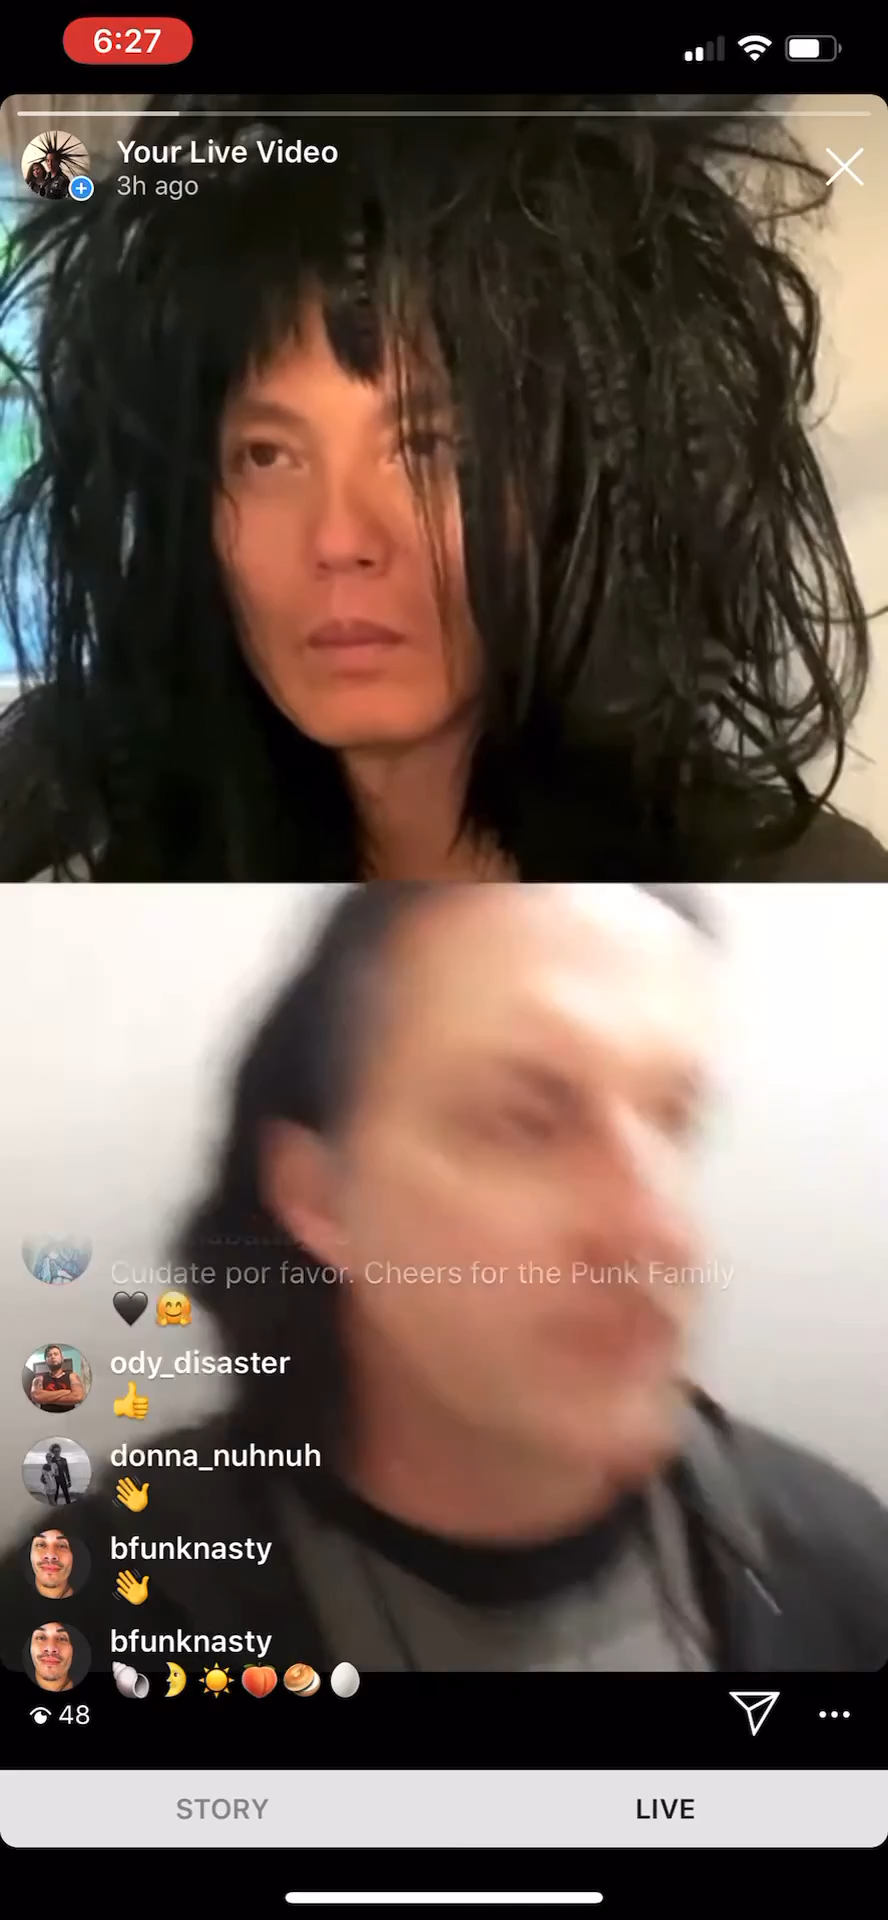 6:27
Your Live Video
3h ago
Cuidate por favor. Cheers for the Punk Family
🖤🤗
ody_disaster
👍
donna_nuhnuh
👋
bfunknasty
👋
bfunknasty
🐚🌛☀️🍑🥯🥚
48
STORY
LIVE